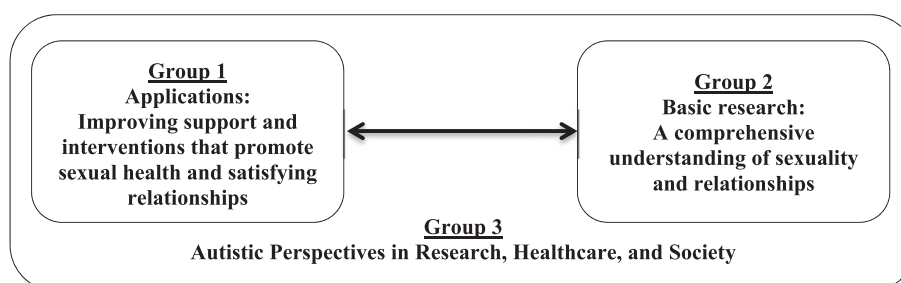 Group 1
Applications:
Improving support and
interventions that promote
sexual health and satisfying
relationships
Group 2
Basic research:
A comprehensive
understanding of sexuality
and relationships
Group 3
Autistic Perspectives in Research, Healthcare, and Society